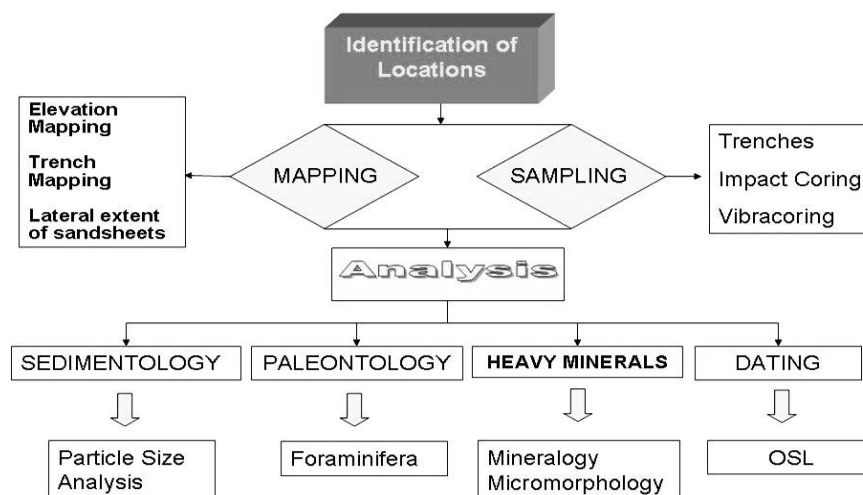 Identification of
Locations
Elevation
Mapping
Trench
Mapping
Lateral extent
of sandsheets
MAPPING
SAMPLING
Trenches
Impact Coring
Vibracoring
Analysis
SEDIMENTOLOGY
PALEONTOLOGY
HEAVY MINERALS
DATING
Particle Size
Analysis
Foraminifera
Mineralogy
Micromorphology
OSL